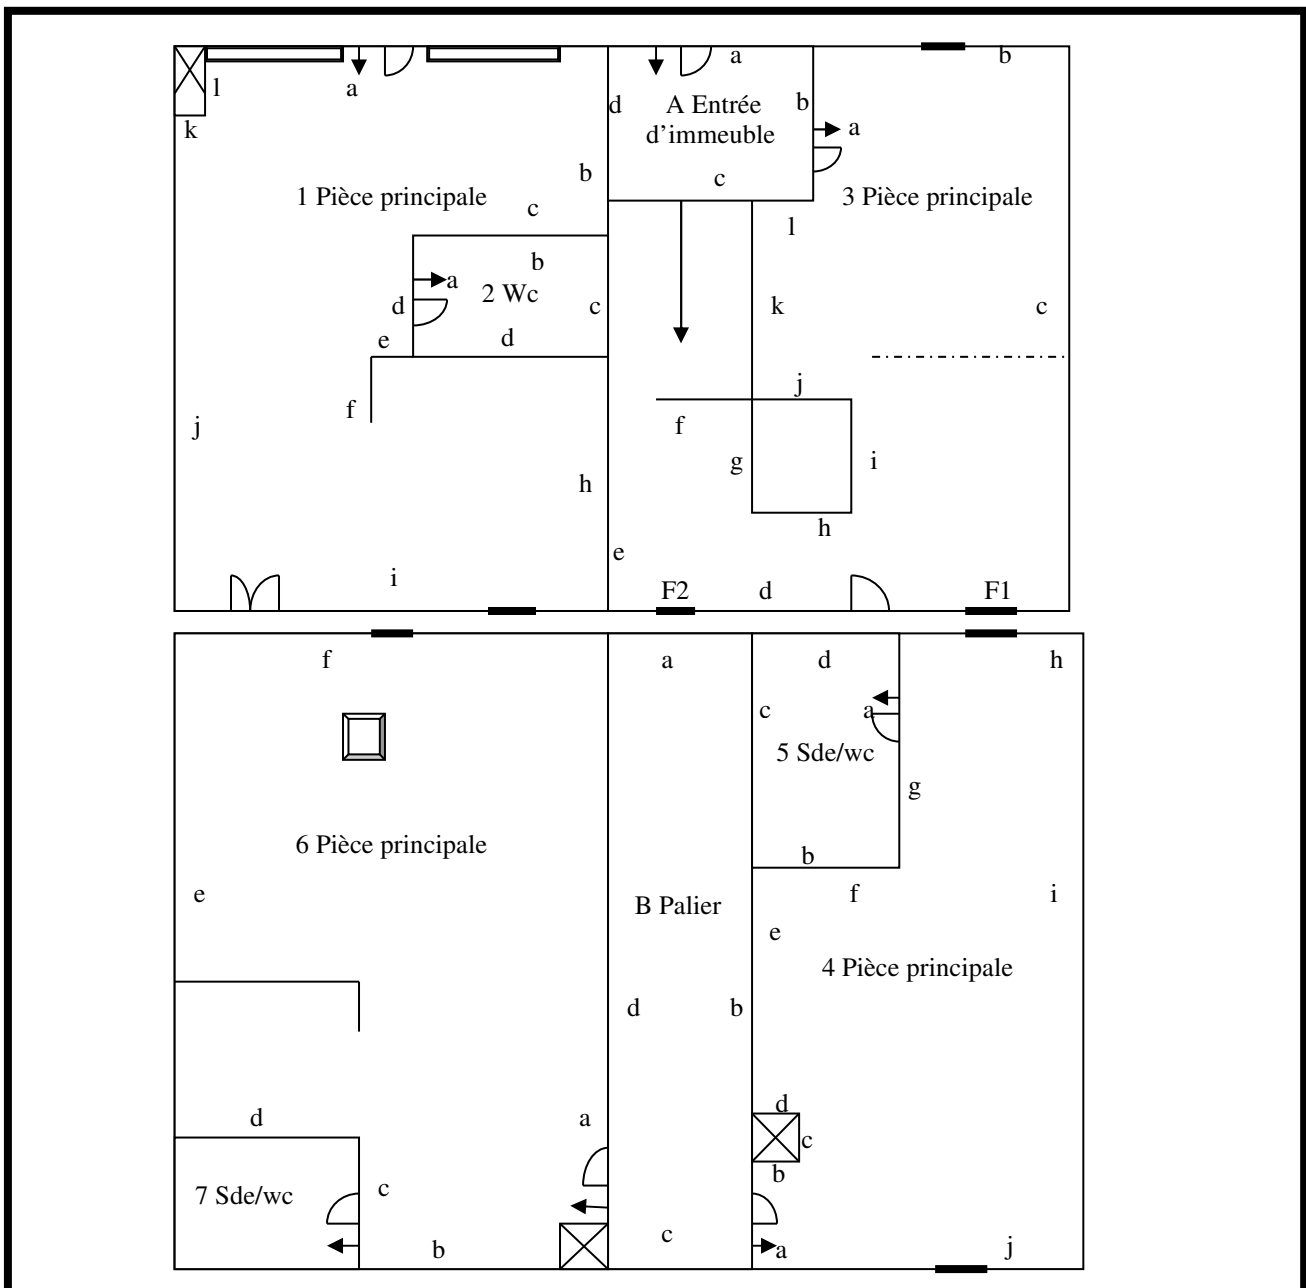 a
b
l
a
k
d
A Entrée
d’immeuble
b
a
b
1 Pièce principale
c
c
3 Pièce principale
l
b
a
2 Wc
d
c
k
c
e
d
j
f
j
f
g
i
h
h
e
i
F2
d
F1
f
a
d
h
c
a
5 Sde/wc
g
6 Pièce principale
b
e
f
i
B Palier
e
4 Pièce principale
d
b
d
d
a
c
b
7 Sde/wc
c
b
c
a
j